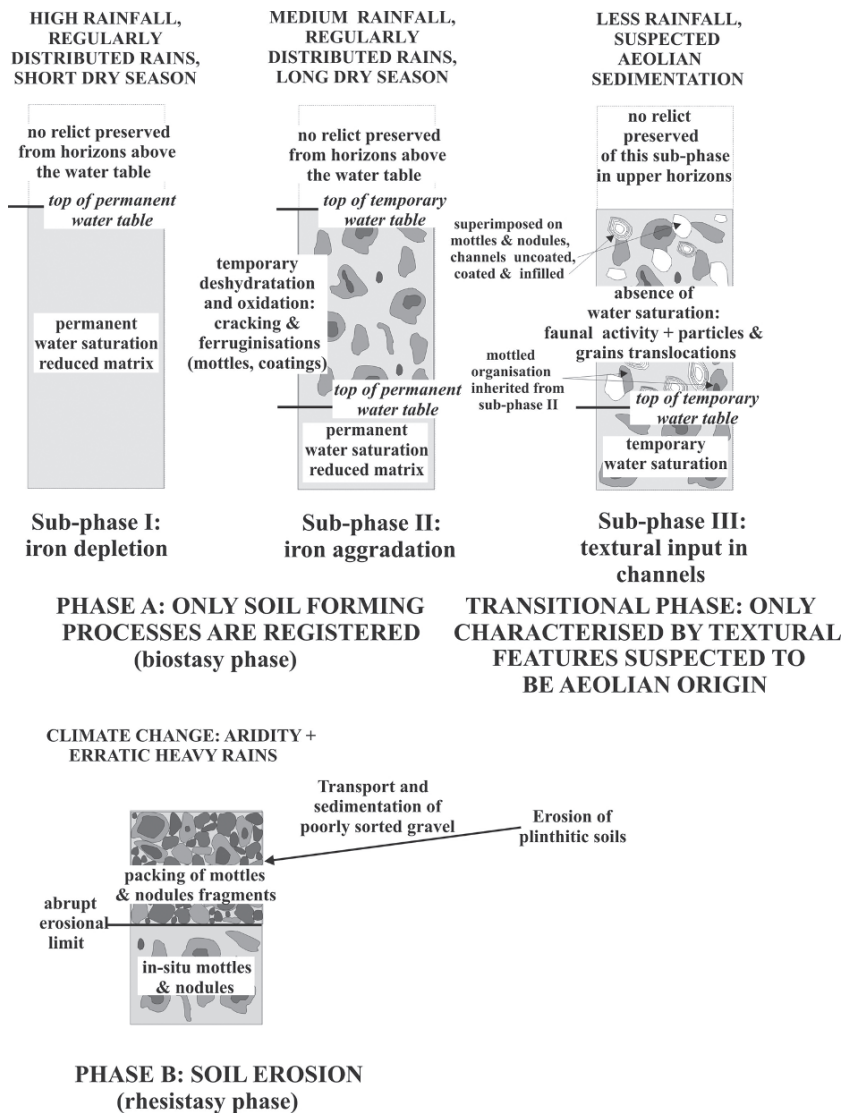 HIGH RAINFALL,
REGULARLY
DISTRIBUTED RAINS,
SHORT DRY SEASON
no relict preserved
from horizons above
the water table
top of permanent
water table
permanent
water saturation
reduced matrix
Sub-phase I:
iron depletion
MEDIUM RAINFALL,
REGULARLY
DISTRIBUTED RAINS,
LONG DRY SEASON
no relict preserved
from horizons above
the water table
top of temporary
water table
temporary
deshydratation
and oxidation:
cracking &
ferruginisations
(mottles, coatings)
top of permanent
water table
permanent
water saturation
reduced matrix
Sub-phase II:
iron aggradation
LESS RAINFALL,
SUSPECTED
AEOLIAN
SEDIMENTATION
no relict
preserved
of this sub-phase
in upper horizons
superimposed on
mottles & nodules,
channels uncoated,
coated & infilled
absence of
water saturation:
faunal activity + particles &
grains translocations
mottled
organisation
inherited from
sub-phase II
top of temporary
water table
temporary
water saturation
Sub-phase III:
textural input in
channels
PHASE A: ONLY SOIL FORMING
PROCESSES ARE REGISTERED
(biostasy phase)
TRANSITIONAL PHASE: ONLY
CHARACTERISED BY TEXTURAL
FEATURES SUSPECTED TO
BE AEOLIAN ORIGIN
CLIMATE CHANGE: ARIDITY +
ERRATIC HEAVY RAINS
Transport and
sedimentation of
poorly sorted gravel
Erosion of
plinthitic soils
packing of mottles
& nodules fragments
abrupt
erosional
limit
in-situ mottles
& nodules
PHASE B: SOIL EROSION
(rhesistasy phase)